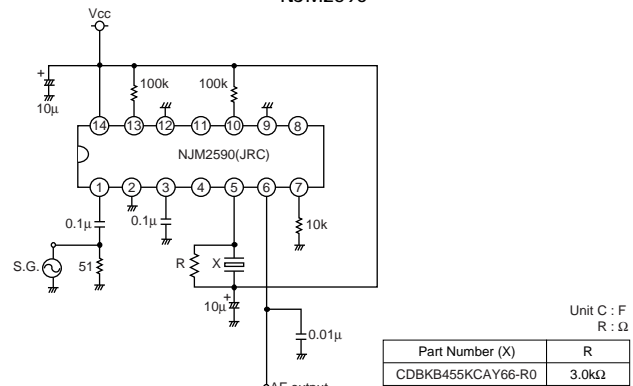 Vcc
+
10μ
100k
100k
14
13
12
11
10
9
8
NJM2590(JRC)
1
2
3
4
5
6
7
0.1μ
0.1μ
10k
S.G.
51
R
X
10μ
+
0.01μ
Unit C : F
R : Ω
Part Number (X)
R
CDBKB455KCAY66-R0
3.0kΩ